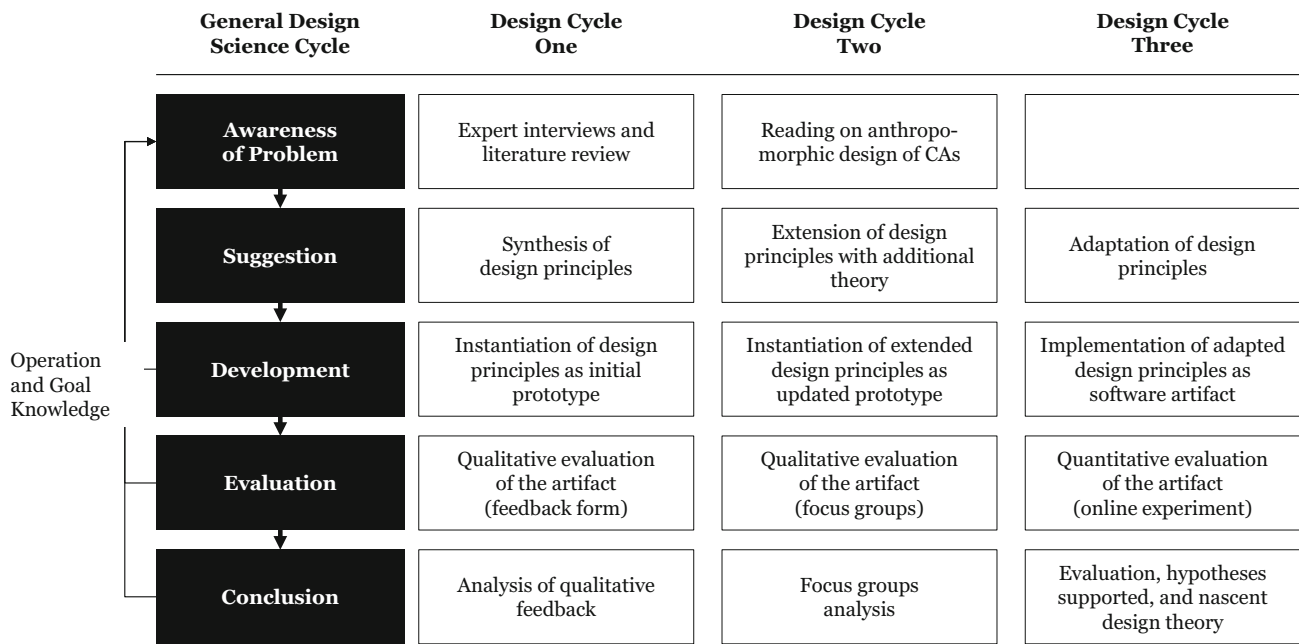 General Design
Science Cycle
Design Cycle
One
Design Cycle
Two
Design Cycle
Three
Awareness
of Problem
Expert interviews and
literature review
Reading on anthropo-
morphic design of CAs
Suggestion
Synthesis of
design principles
Extension of design
principles with additional
theory
Adaptation of design
principles
Operation
and Goal
Knowledge
Development
Instantiation of design
principles as initial
prototype
Instantiation of extended
design principles as
updated prototype
Implementation of adapted
design principles as
software artifact
Evaluation
Qualitative evaluation
of the artifact
(feedback form)
Qualitative evaluation
of the artifact
(focus groups)
Quantitative evaluation
of the artifact
(online experiment)
Conclusion
Analysis of qualitative
feedback
Focus groups
analysis
Evaluation, hypotheses
supported, and nascent
design theory